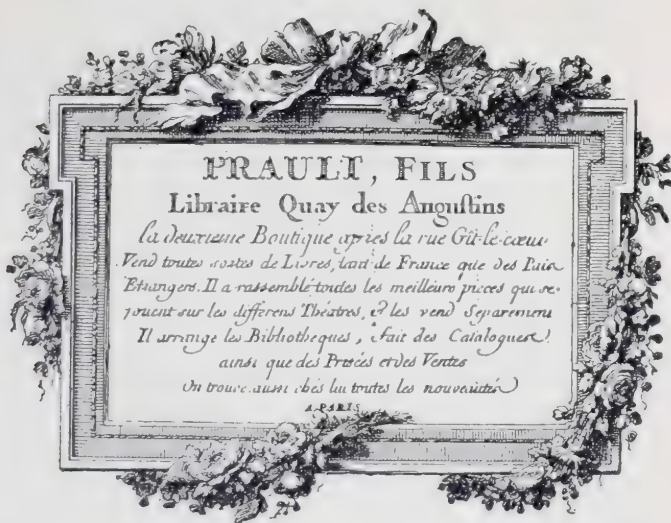 PRAULT, FILS
Libraire Quay des Augustins
la deuxieme Boutique apres la rue Gît-le-cœur
Vend toutes sortes de Livres, tant de France que des Païs
Etrangers. Il a rassemblé toutes les meilleurs pieces qui se
jouent sur les differens Théatres, & les vend Separement
Il arrange les Bibliotheques, fait des Catalogues
ainsi que des Prisées et des Ventes
On trouve aussi chés lui toutes les nouveautés
A PARIS